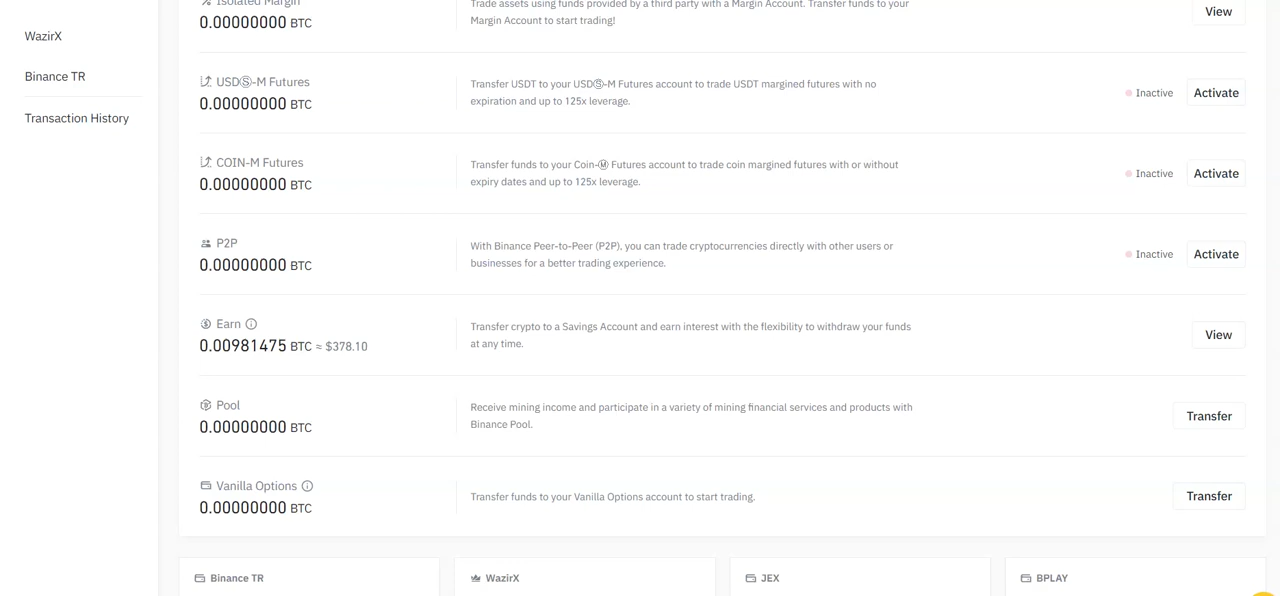 WazirX
Binance TR
Transaction History
Isolated Margin
0.00000000 BTC
Trade assets using funds provided by a third party with a Margin Account. Transfer funds to your
Margin Account to start trading!
View
USDⓈ-M Futures
0.00000000 BTC
Transfer USDT to your USDⓈ-M Futures account to trade USDT margined futures with no
expiration and up to 125x leverage.
Inactive
Activate
COIN-M Futures
0.00000000 BTC
Transfer funds to your Coin-Ⓜ Futures account to trade coin margined futures with or without
expiry dates and up to 125x leverage.
Inactive
Activate
P2P
0.00000000 BTC
With Binance Peer-to-Peer (P2P), you can trade cryptocurrencies directly with other users or
businesses for a better trading experience.
Inactive
Activate
Earn
0.00981475 BTC ≈ $378.10
Transfer crypto to a Savings Account and earn interest with the flexibility to withdraw your funds
at any time.
View
Pool
0.00000000 BTC
Receive mining income and participate in a variety of mining financial services and products with
Binance Pool.
Transfer
Vanilla Options
0.00000000 BTC
Transfer funds to your Vanilla Options account to start trading.
Transfer
Binance TR
WazirX
JEX
BPLAY